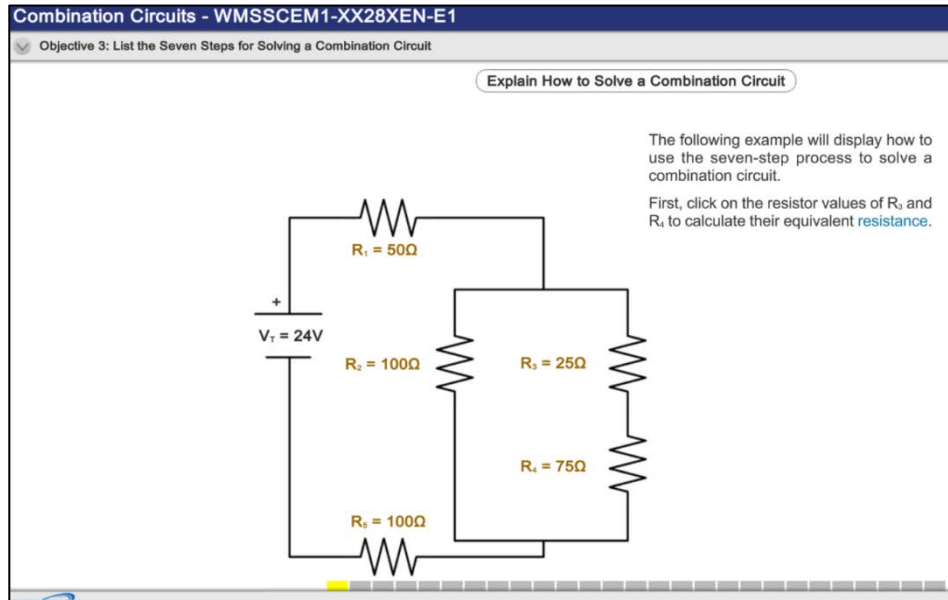 Combination Circuits - WMSSCEM1-XX28XEN-E1
Objective 3: List the Seven Steps for Solving a Combination Circuit
Explain How to Solve a Combination Circuit
The following example will display how to
use the seven-step process to solve a
combination circuit.
First, click on the resistor values of R₃ and
R₄ to calculate their equivalent resistance.
R₁ = 50Ω
+
V_T = 24V
R₂ = 100Ω
R₃ = 25Ω
R₄ = 75Ω
R₅ = 100Ω